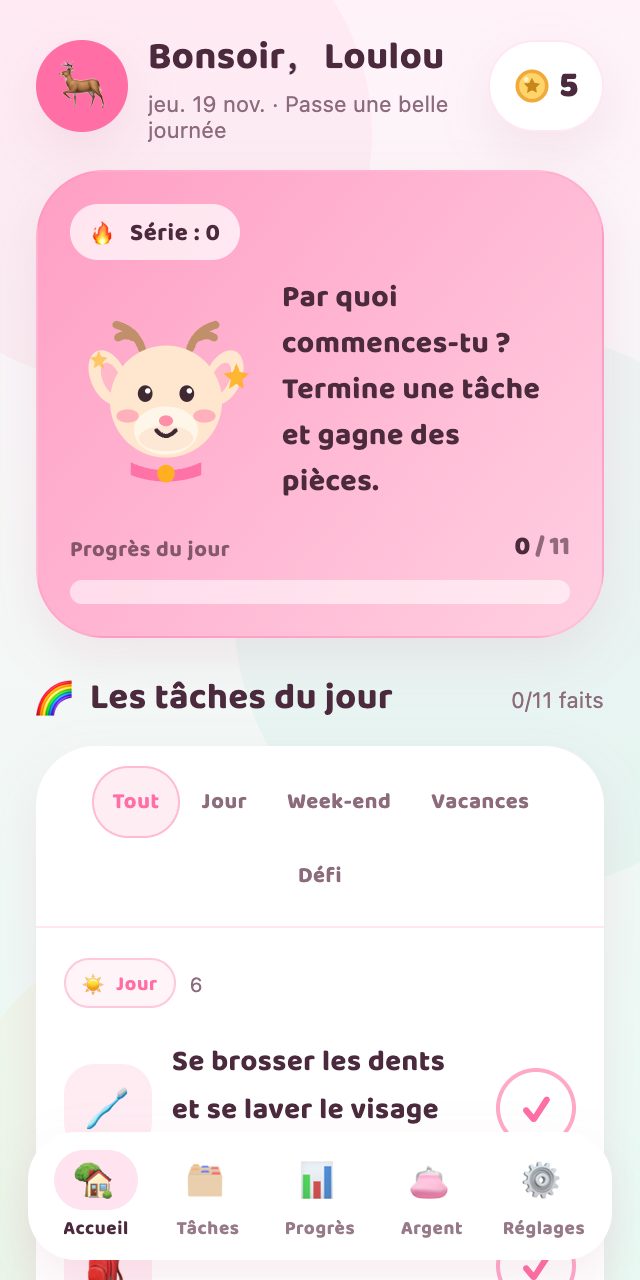 Bonsoir, Loulou
jeu. 19 nov. · Passe une belle
journée
5
Série : 0
Par quoi
commences-tu ?
Termine une tâche
et gagne des
pièces.
Progrès du jour
0 / 11
Les tâches du jour
0/11 faits
Tout
Jour
Week-end
Vacances
Défi
Jour
6
Se brosser les dents
et se laver le visage
Accueil
Tâches
Progrès
Argent
Réglages